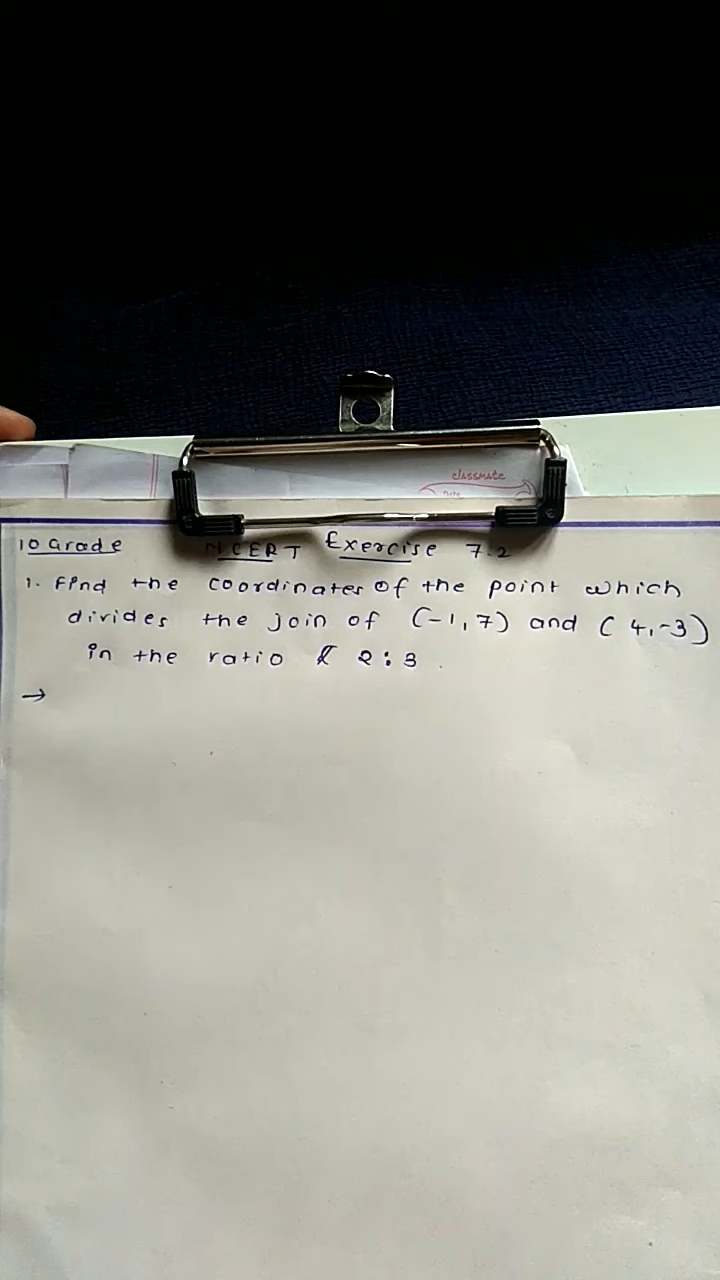 classmate
Date
10 Grade NCERT Exercise 7.2
1. Find the coordinates of the point which
divides the join of (-1,7) and (4,-3)
in the ratio 2:3.
→